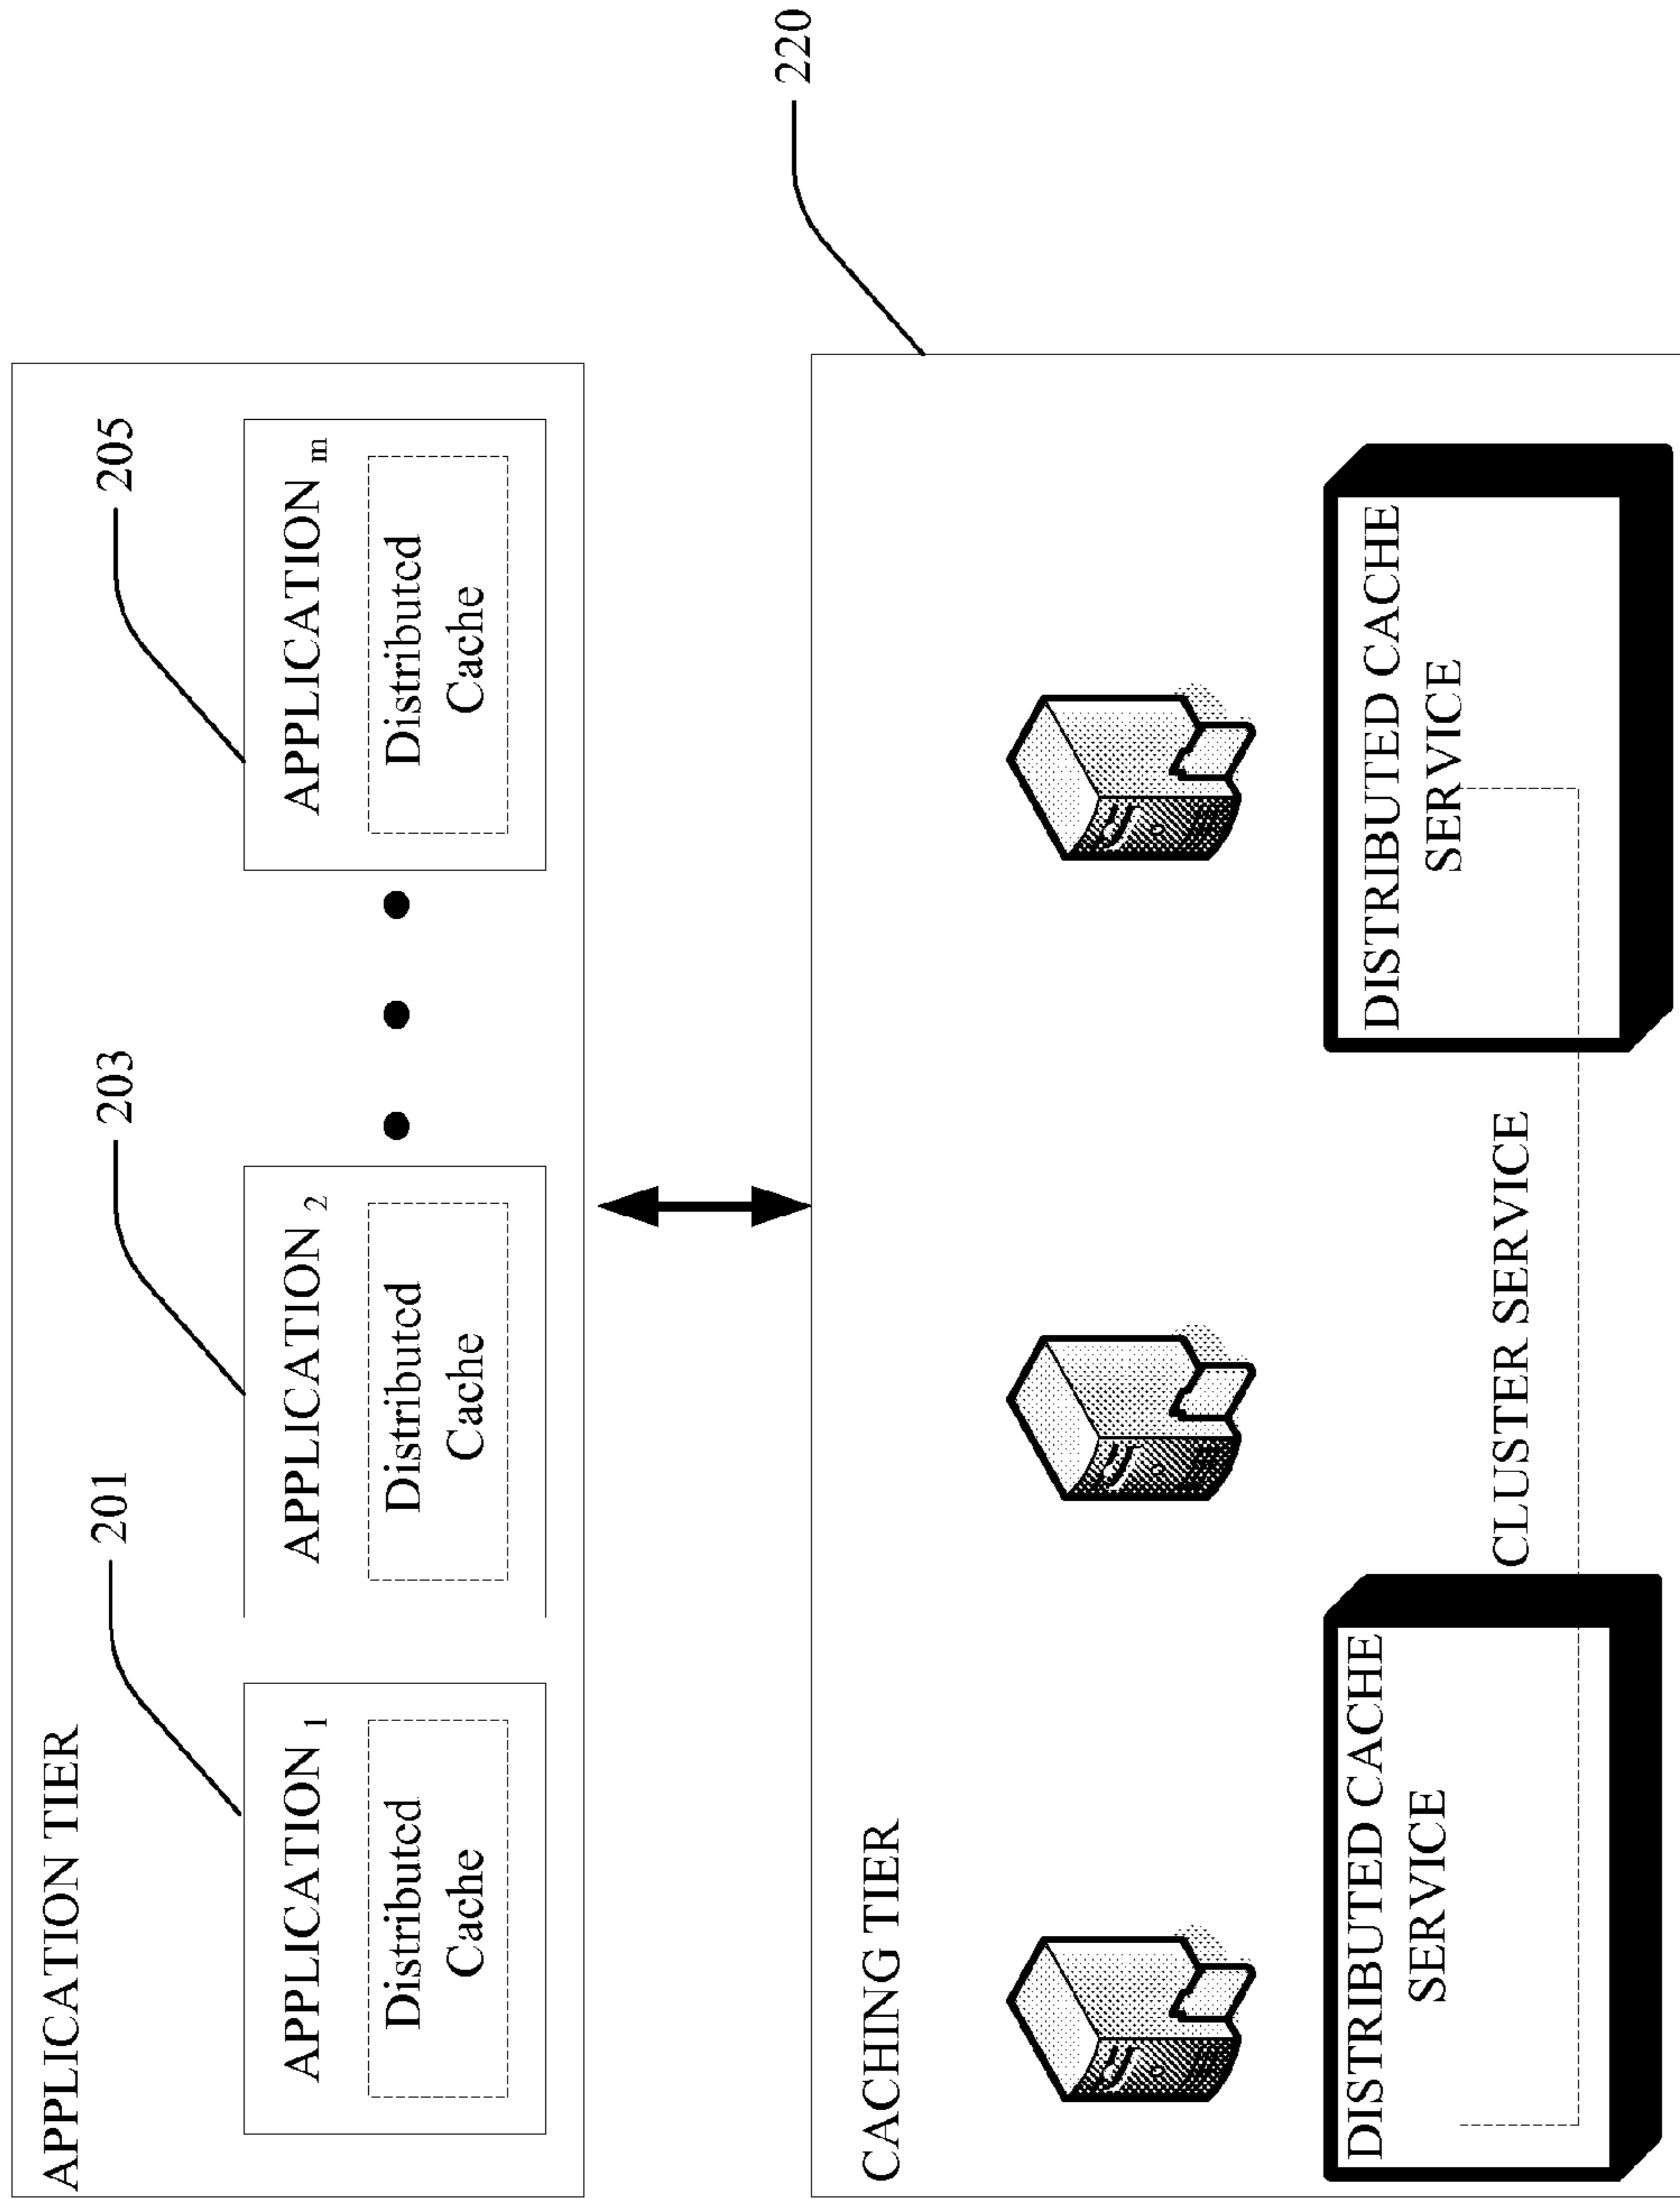 APPLICATION TIER
201
203
205
APPLICATION 1
APPLICATION 2
APPLICATION m
Distributed
Cache
Distributed
Cache
Distributed
Cache
220
CACHING TIER
DISTRIBUTED CACHE
SERVICE
CLUSTER SERVICE
DISTRIBUTED CACHE
SERVICE